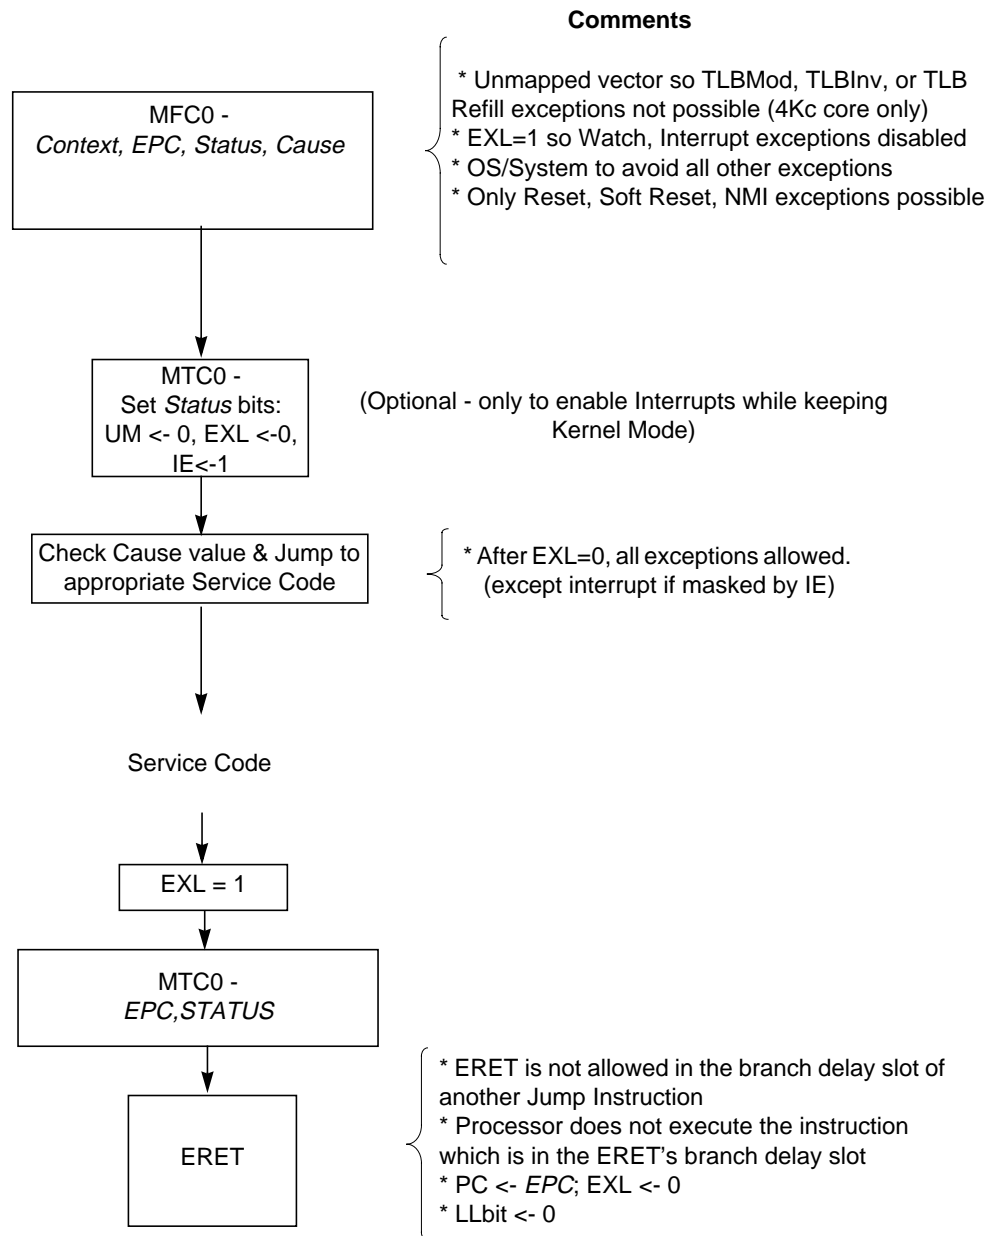 Comments
MFC0 -
Context, EPC, Status, Cause
* Unmapped vector so TLBMod, TLBInv, or TLB
Refill exceptions not possible (4Kc core only)
* EXL=1 so Watch, Interrupt exceptions disabled
* OS/System to avoid all other exceptions
* Only Reset, Soft Reset, NMI exceptions possible
MTC0 -
Set Status bits:
UM <- 0, EXL <-0,
IE<-1
(Optional - only to enable Interrupts while keeping
Kernel Mode)
Check Cause value & Jump to
appropriate Service Code
* After EXL=0, all exceptions allowed.
(except interrupt if masked by IE)
Service Code
EXL = 1
MTC0 -
EPC,STATUS
ERET
* ERET is not allowed in the branch delay slot of
another Jump Instruction
* Processor does not execute the instruction
which is in the ERET's branch delay slot
* PC <- EPC; EXL <- 0
* LLbit <- 0